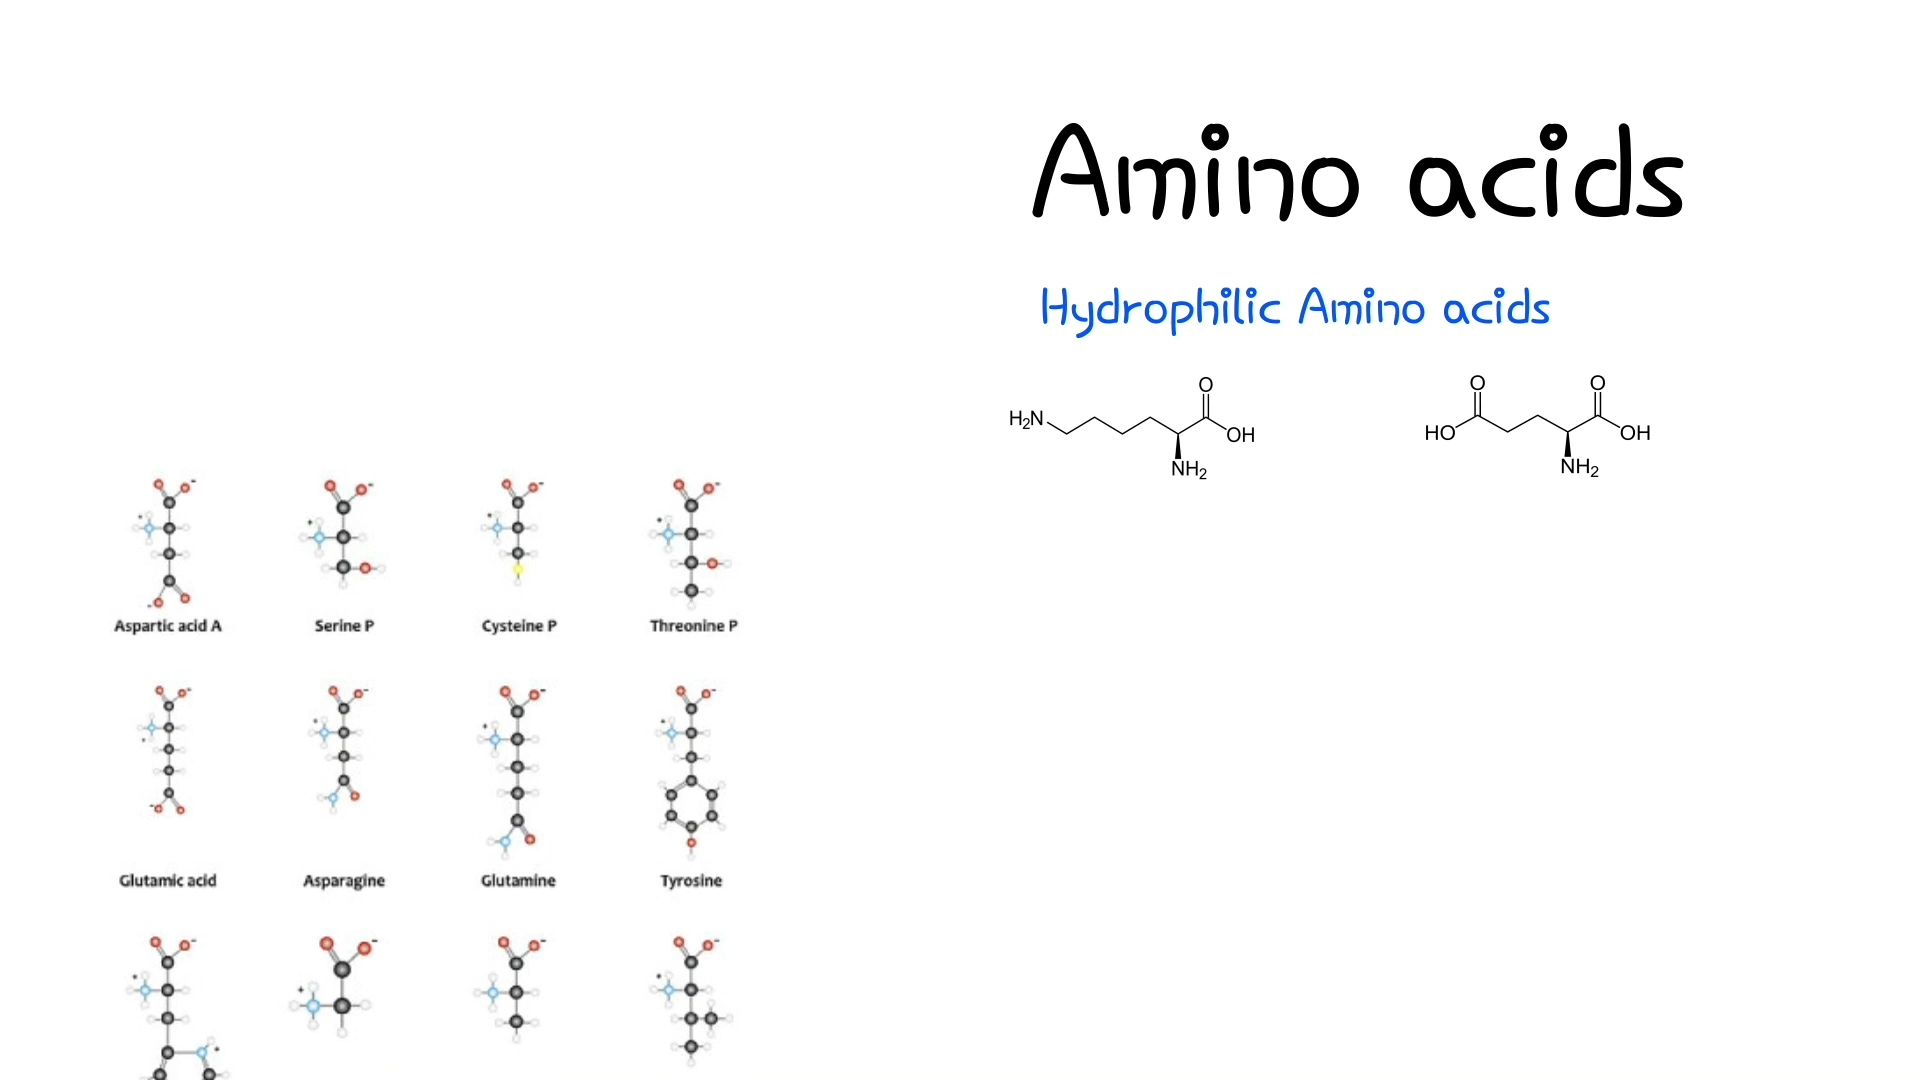 Amino acids
Hydrophilic Amino acids
H2N
O
OH
NH2
O
HO
O
OH
NH2
Aspartic acid A
Serine P
Cysteine P
Threonine P
Glutamic acid
Asparagine
Glutamine
Tyrosine